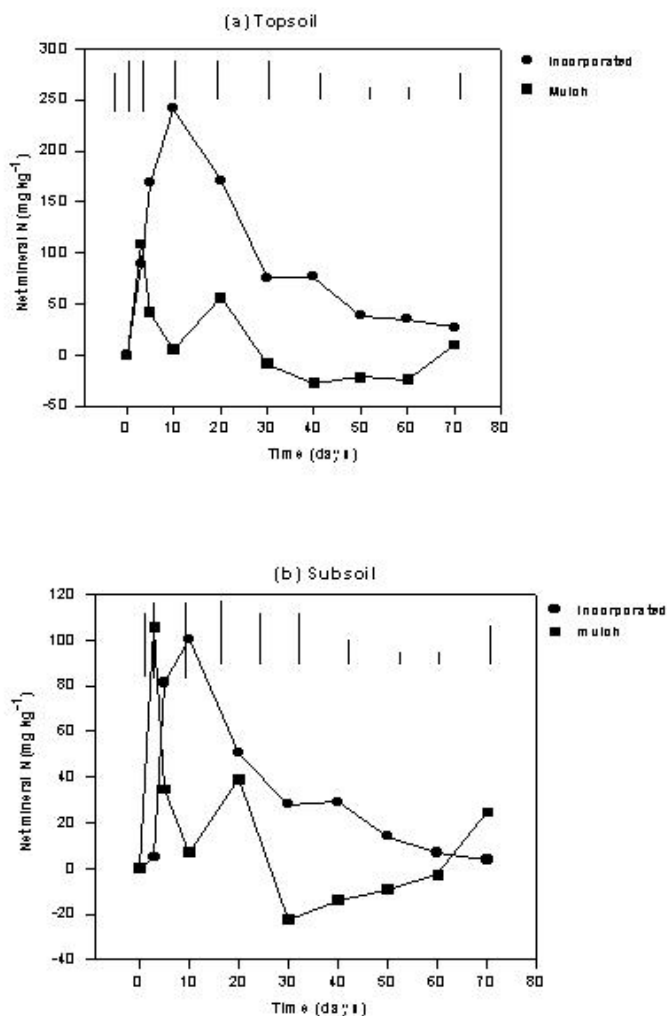 (a) Topsoil
300
250
200
150
100
50
0
-50
Net mineral N (mg kg-1)
0 10 20 30 40 50 60 70 80
Time (days)
Incorporated
Mulch
(b) Subsoil
120
100
80
60
40
20
0
-20
-40
Net mineral N (mg kg-1)
0 10 20 30 40 50 60 70 80
Time (days)
Incorporated
mulch